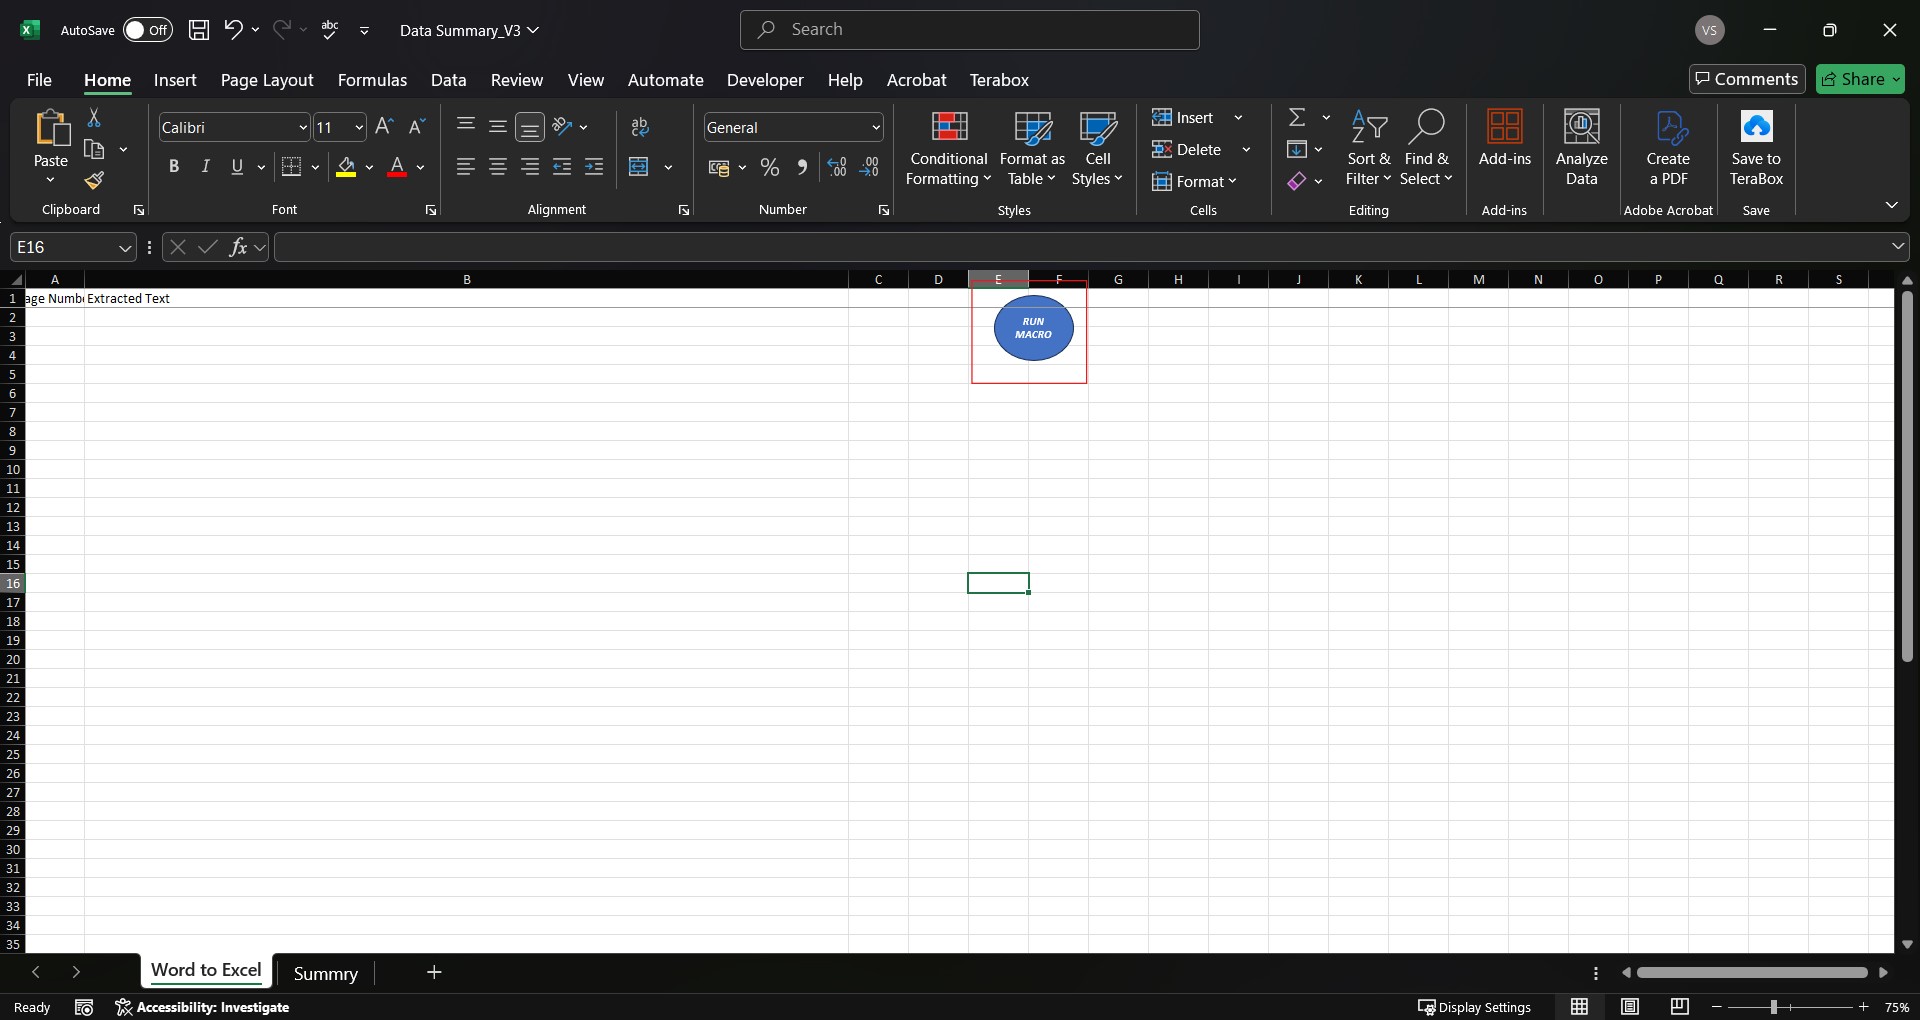 AutoSave Off Data Summary_V3 Search VS
File Home Insert Page Layout Formulas Data Review View Automate Developer Help Acrobat Terabox Comments Share
Paste
Clipboard
Calibri 11
B I U A
Font
ab
Alignment
General
% , .00 .00
Number
Conditional
Formatting
Format as
Table
Cell
Styles
Styles
Insert
Delete
Format
Cells
Sort &
Filter
Find &
Select
Editing
Add-ins
Add-ins
Analyze
Data
Create
a PDF
Adobe Acrobat
Save to
TeraBox
Save
E16 fx
A B C D E F G H I J K L M N O P Q R S
1 age Numb Extracted Text
RUN
MACRO
2
3
4
5
6
7
8
9
10
11
12
13
14
15
16
17
18
19
20
21
22
23
24
25
26
27
28
29
30
31
32
33
34
35
Word to Excel Summry +
Ready Accessibility: Investigate Display Settings 75%